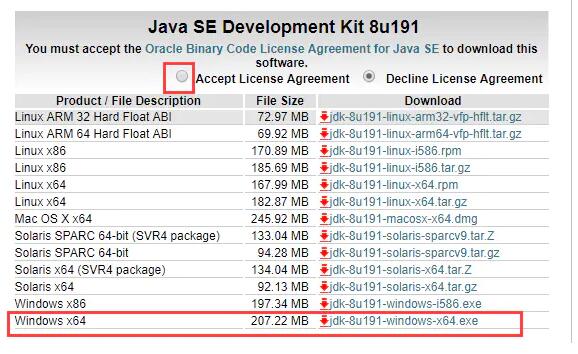 Java SE Development Kit 8u191
You must accept the Oracle Binary Code License Agreement for Java SE to download this
software.
Accept License Agreement Decline License Agreement
Product / File Description File Size Download
Linux ARM 32 Hard Float ABI 72.97 MB jdk-8u191-linux-arm32-vfp-hflt.tar.gz
Linux ARM 64 Hard Float ABI 69.92 MB jdk-8u191-linux-arm64-vfp-hflt.tar.gz
Linux x86 170.89 MB jdk-8u191-linux-i586.rpm
Linux x86 185.69 MB jdk-8u191-linux-i586.tar.gz
Linux x64 167.99 MB jdk-8u191-linux-x64.rpm
Linux x64 182.87 MB jdk-8u191-linux-x64.tar.gz
Mac OS X x64 245.92 MB jdk-8u191-macosx-x64.dmg
Solaris SPARC 64-bit (SVR4 package) 133.04 MB jdk-8u191-solaris-sparcv9.tar.Z
Solaris SPARC 64-bit 94.28 MB jdk-8u191-solaris-sparcv9.tar.gz
Solaris x64 (SVR4 package) 134.04 MB jdk-8u191-solaris-x64.tar.Z
Solaris x64 92.13 MB jdk-8u191-solaris-x64.tar.gz
Windows x86 197.34 MB jdk-8u191-windows-i586.exe
Windows x64 207.22 MB jdk-8u191-windows-x64.exe